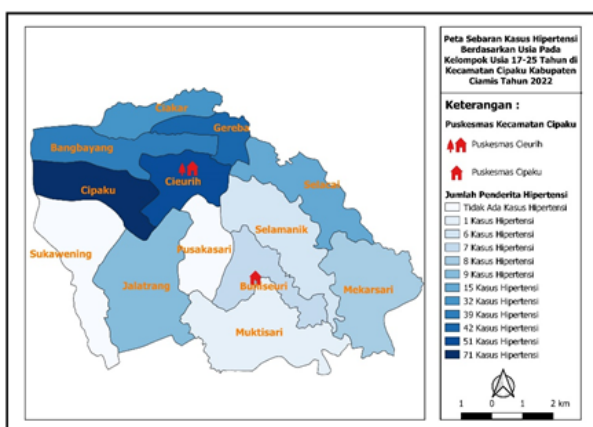 Peta Sebaran Kasus Hipertensi
Berdasarkan Usia Pada
Kelompok Usia 17-25 Tahun di
Kecamatan Cipaku Kabupaten
Ciamis Tahun 2022
Keterangan :
Puskesmas Kecamatan Cipaku
Puskesmas Cieurih
Puskesmas Cipaku
Jumlah Penderita Hipertensi
Tidak Ada Kasus Hipertensi
1 Kasus Hipertensi
6 Kasus Hipertensi
7 Kasus Hipertensi
8 Kasus Hipertensi
9 Kasus Hipertensi
15 Kasus Hipertensi
32 Kasus Hipertensi
39 Kasus Hipertensi
42 Kasus Hipertensi
51 Kasus Hipertensi
71 Kasus Hipertensi
1 0 1 2 km
Ciakar
Gereba
Bangbayang
Cipaku
Cieurih
Selamanik
Sukawening
Pusakasari
Jalatrang
Buniseuri
Mekarsari
Muktisari